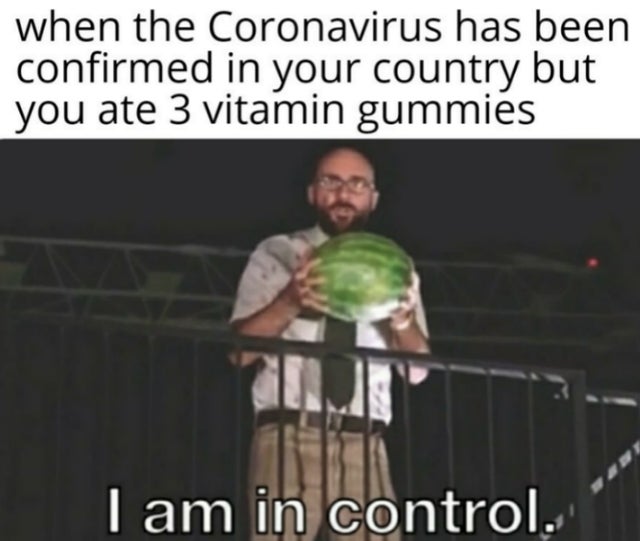 when the Coronavirus has been
confirmed in your country but
you ate 3 vitamin gummies
I am in control.